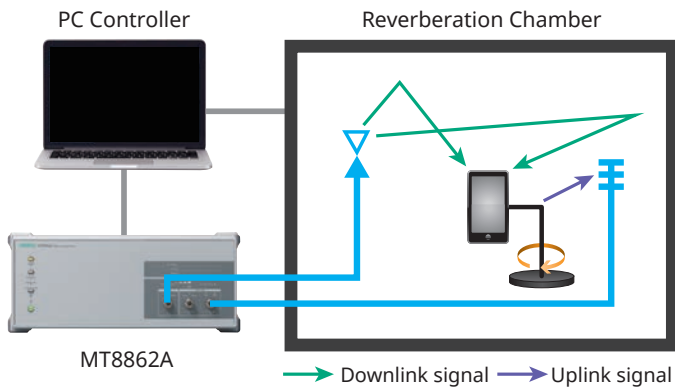 PC Controller
Reverberation Chamber
MT8862A
Downlink signal
Uplink signal